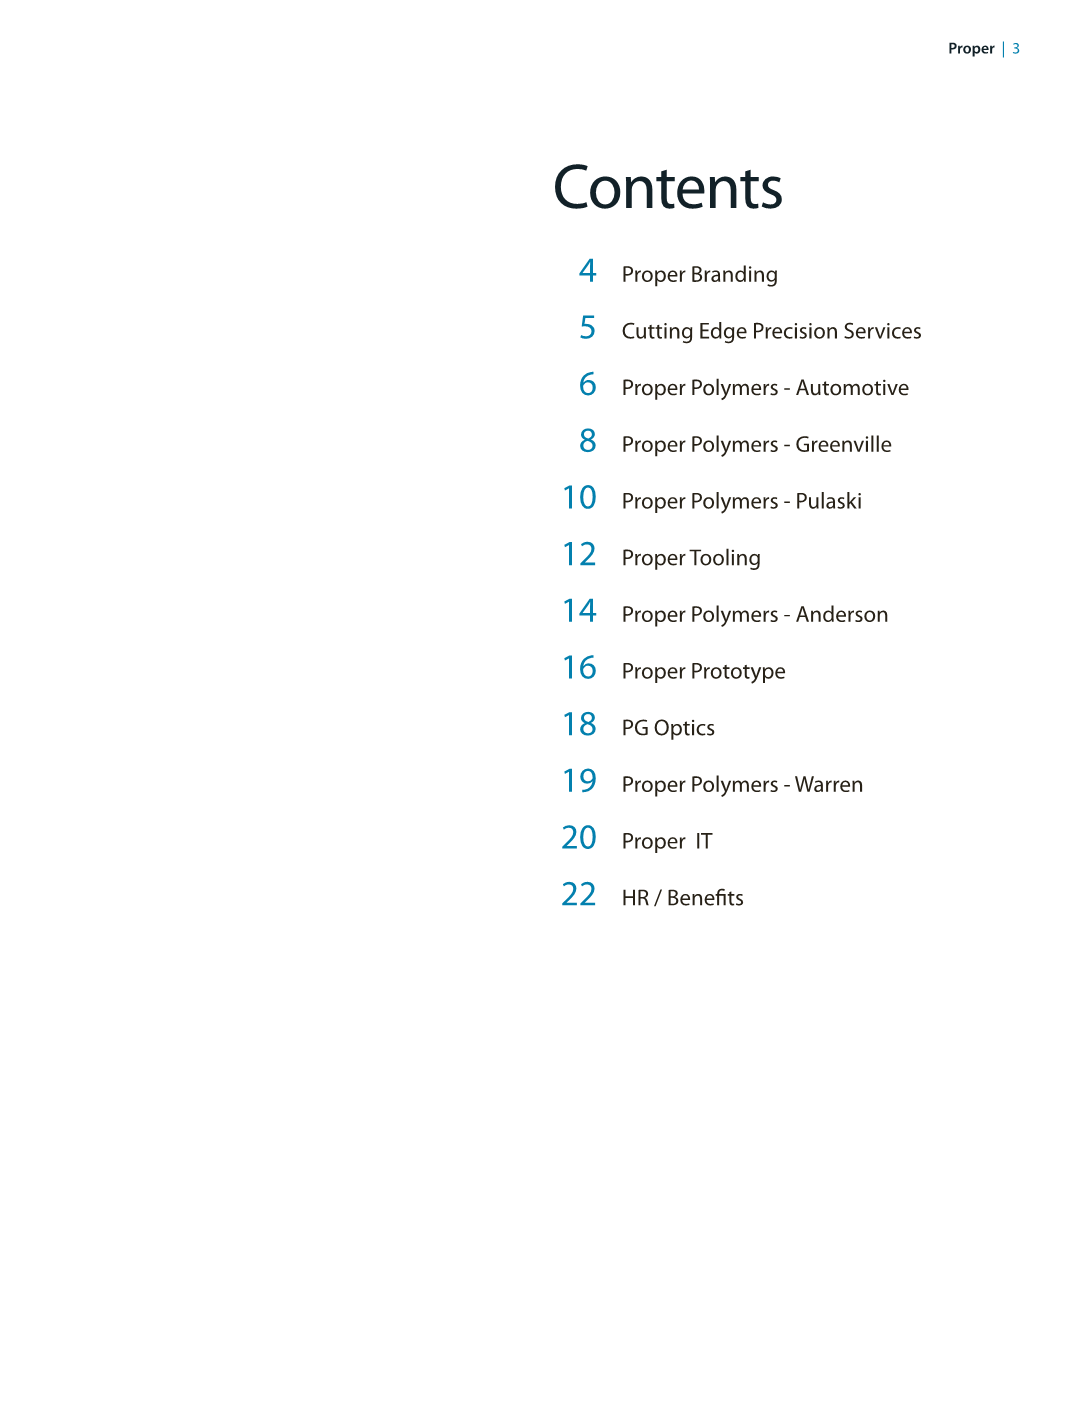 Proper | 3
Contents
4 Proper Branding
5 Cutting Edge Precision Services
6 Proper Polymers - Automotive
8 Proper Polymers - Greenville
10 Proper Polymers - Pulaski
12 Proper Tooling
14 Proper Polymers - Anderson
16 Proper Prototype
18 PG Optics
19 Proper Polymers - Warren
20 Proper IT
22 HR / Benefits